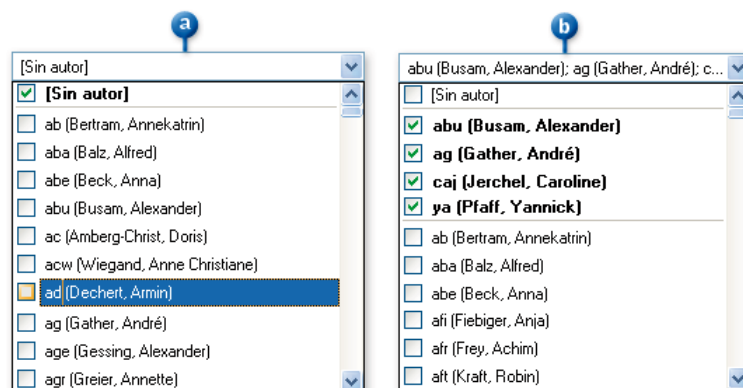 a
[Sin autor]
[Sin autor]
ab (Bertram, Annekatrin)
aba (Balz, Alfred)
abe (Beck, Anna)
abu (Busam, Alexander)
ac (Amberg-Christ, Doris)
acw (Wiegand, Anne Christiane)
ad (Dechert, Armin)
ag (Gather, André)
age (Gessing, Alexander)
agr (Greier, Annette)
b
abu (Busam, Alexander); ag (Gather, André); c...
[Sin autor]
abu (Busam, Alexander)
ag (Gather, André)
caj (Jerchel, Caroline)
ya (Pfaff, Yannick)
ab (Bertram, Annekatrin)
aba (Balz, Alfred)
abe (Beck, Anna)
afi (Fiebiger, Anja)
afr (Frey, Achim)
aft (Kraft, Robin)